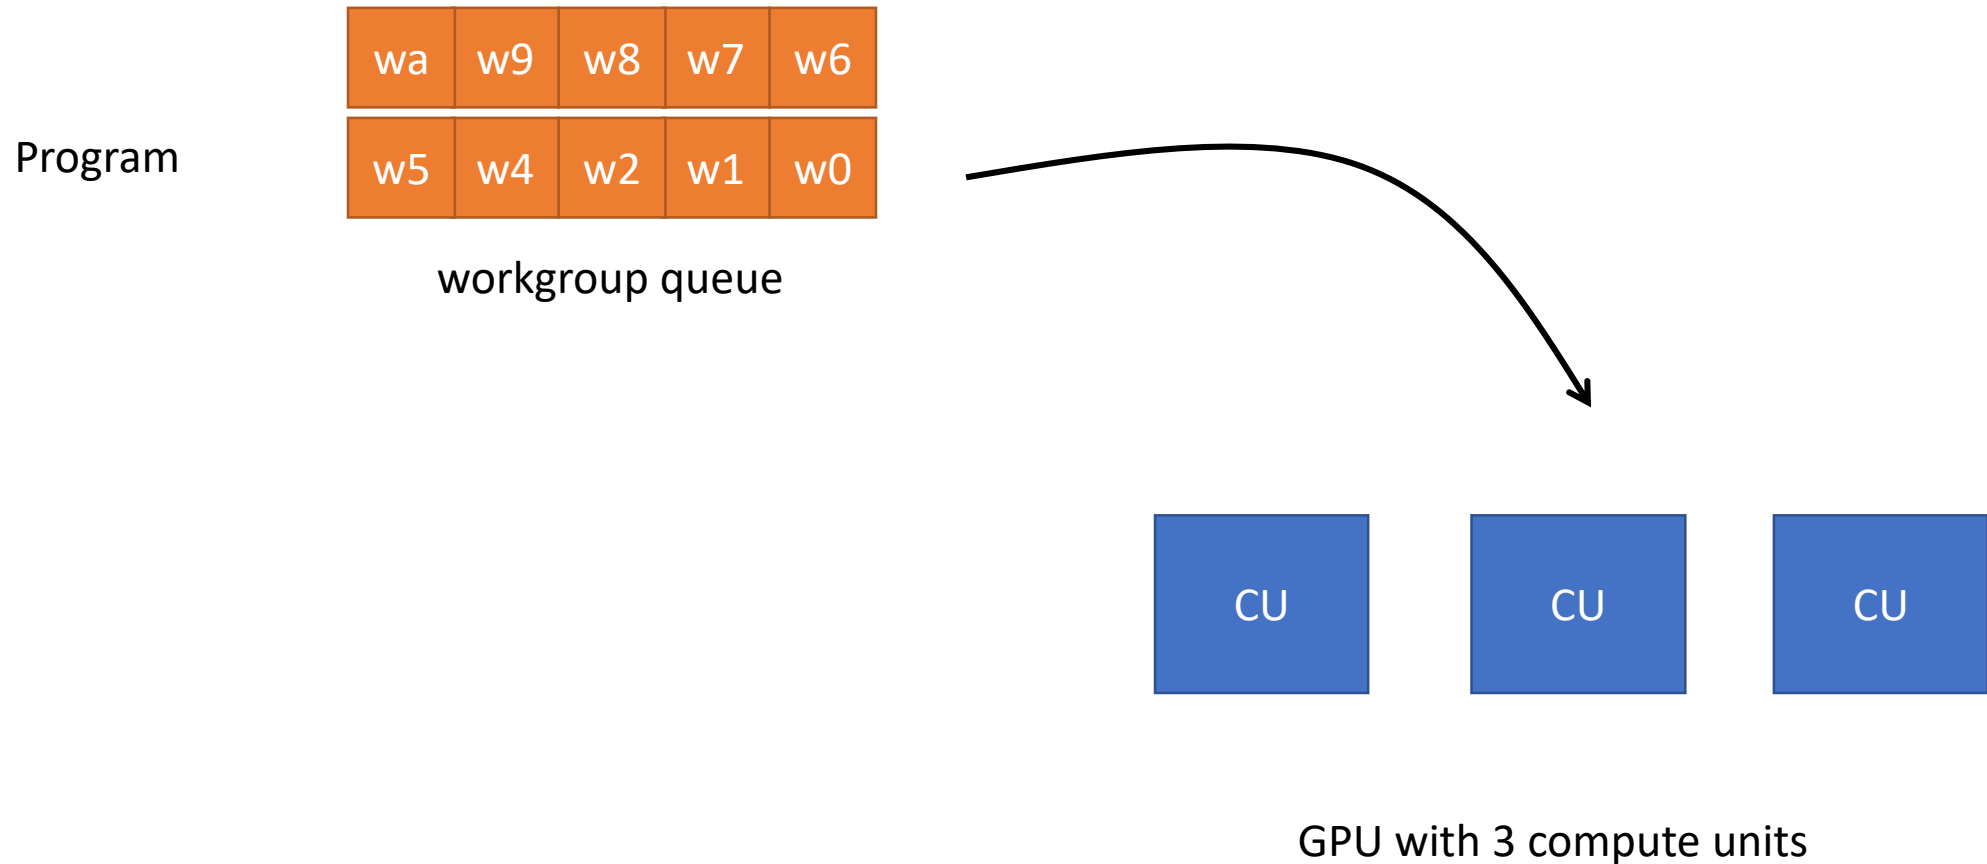 wa w9 w8 w7 w6
Program
w5 w4 w2 w1 w0
workgroup queue
CU CU CU
GPU with 3 compute units